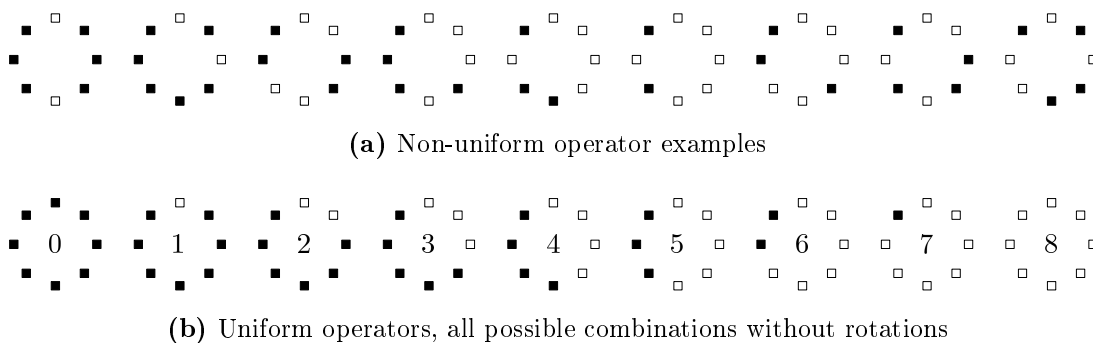 (a) Non-uniform operator examples
0 1 2 3 4 5 6 7 8
(b) Uniform operators, all possible combinations without rotations